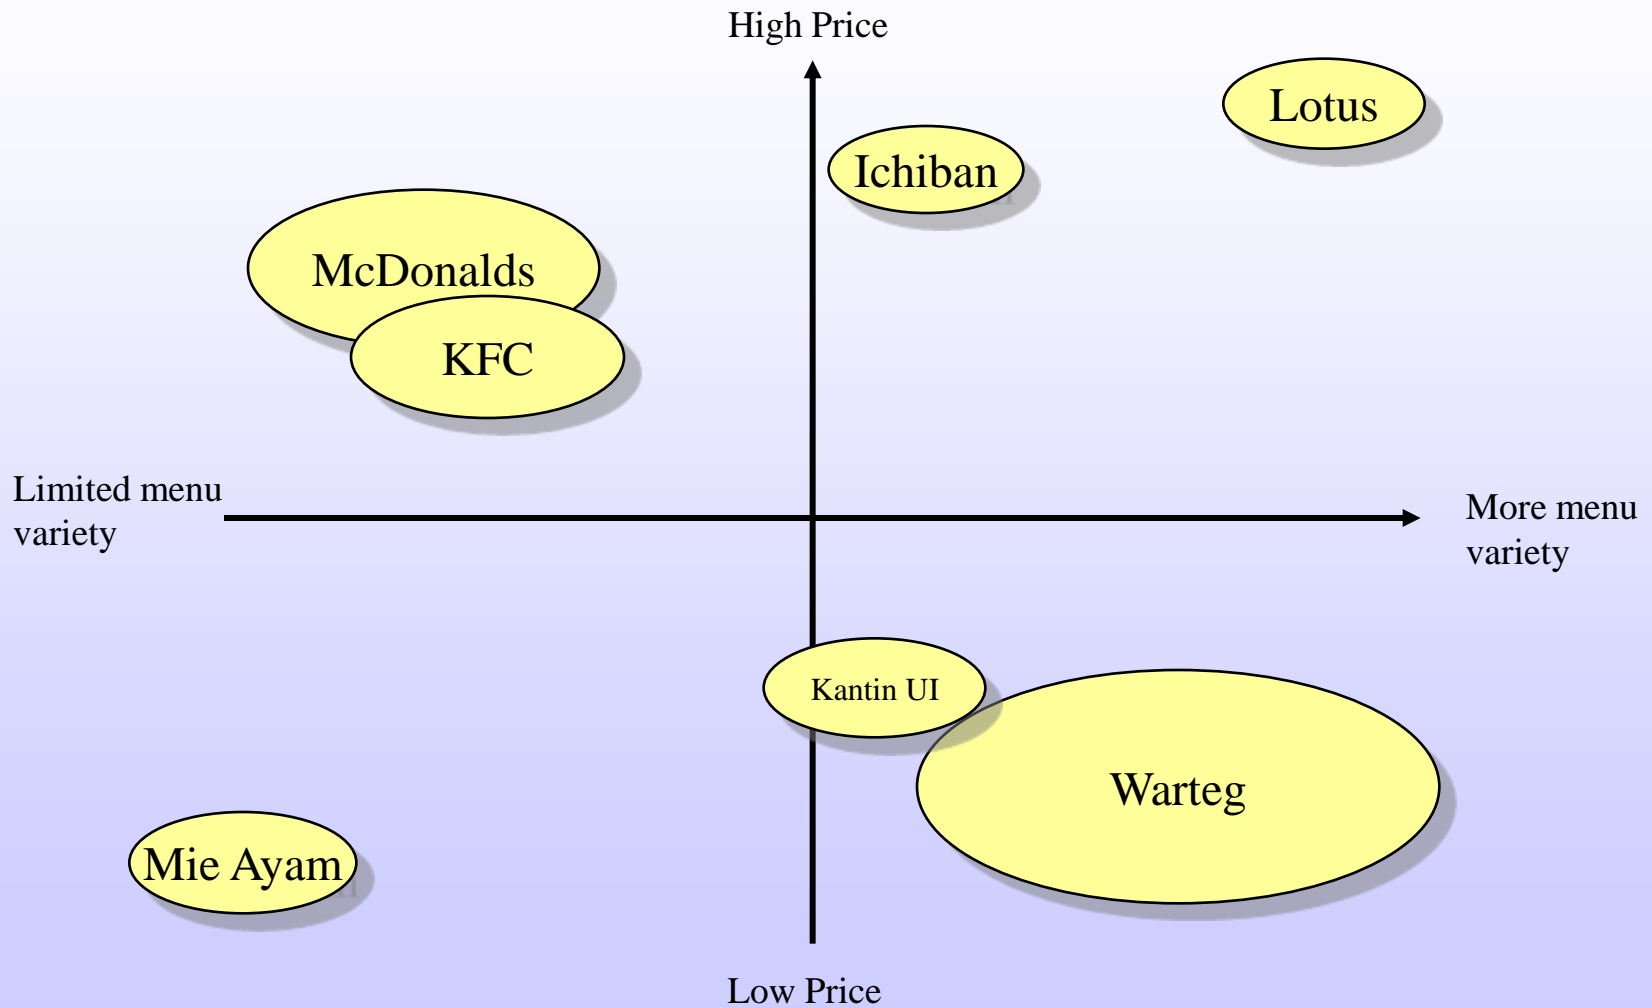 High Price
Lotus
Ichiban
McDonalds
KFC
Limited menu
variety
More menu
variety
Kantin UI
Warteg
Mie Ayam
Low Price